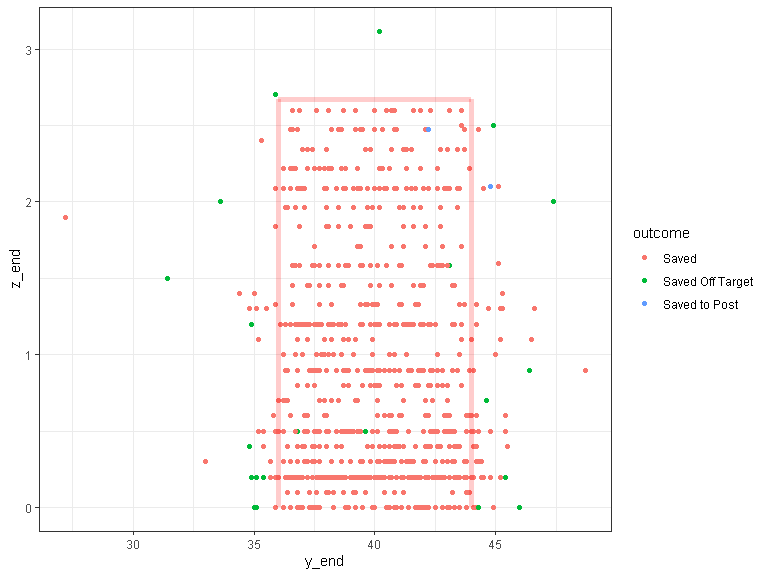 3
2
1
0
z_end
30
35
40
45
y_end
outcome
Saved
Saved Off Target
Saved to Post